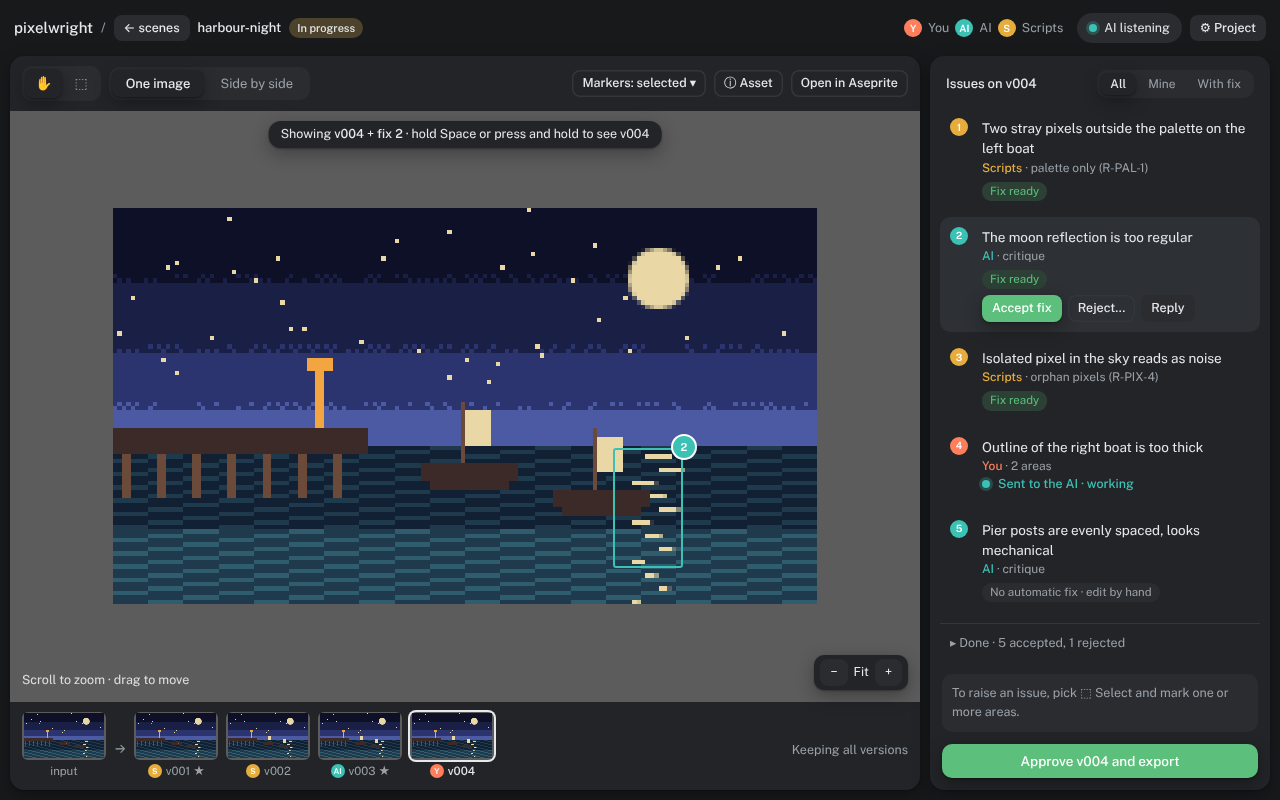 pixelwright / ← scenes harbour-night In progress
Y You AI AI S Scripts AI listening ⚙ Project
✋ ⬚ One image Side by side Markers: selected ▾ ⓘ Asset Open in Aseprite
Showing v004 + fix 2 · hold Space or press and hold to see v004
2
Scroll to zoom · drag to move
− Fit +
input → S v001 ★ S v002 AI v003 ★ Y v004
Keeping all versions
Issues on v004 All Mine With fix
1 Two stray pixels outside the palette on the
left boat
Scripts · palette only (R-PAL-1)
Fix ready
2 The moon reflection is too regular
AI · critique
Fix ready
Accept fix Reject... Reply
3 Isolated pixel in the sky reads as noise
Scripts · orphan pixels (R-PIX-4)
Fix ready
4 Outline of the right boat is too thick
You · 2 areas
Sent to the AI · working
5 Pier posts are evenly spaced, looks
mechanical
AI · critique
No automatic fix · edit by hand
▸ Done · 5 accepted, 1 rejected
To raise an issue, pick ⬚ Select and mark one or
more areas.
Approve v004 and export